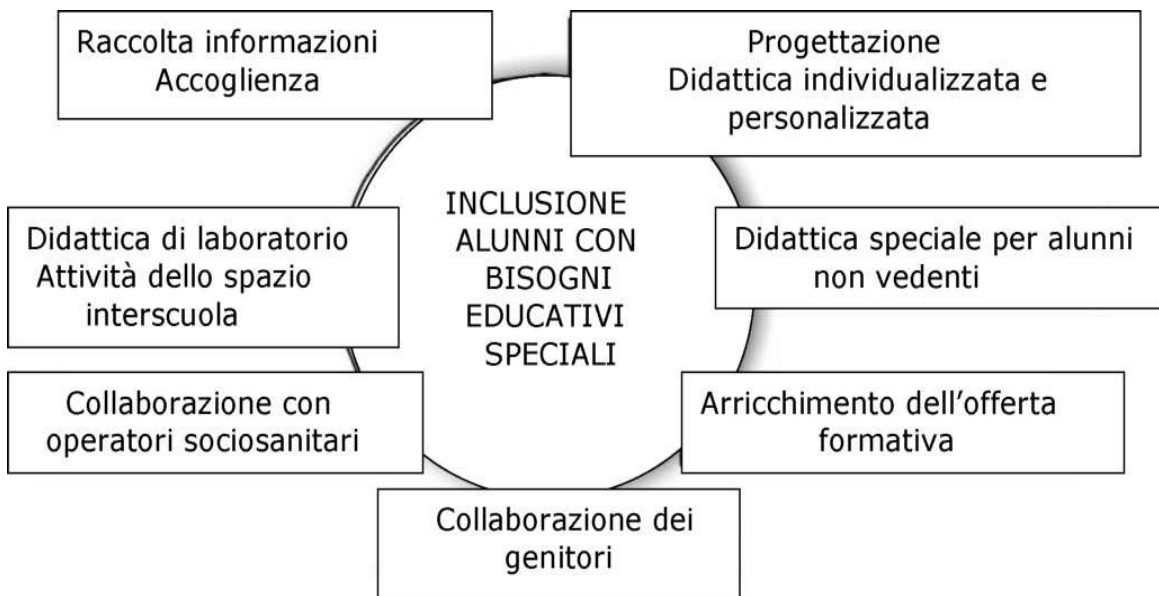 Raccolta informazioni
Accoglienza
Progettazione
Didattica individualizzata e
personalizzata
INCLUSIONE
ALUNNI CON
BISOGNI
EDUCATIVI
SPECIALI
Didattica di laboratorio
Attività dello spazio
interscuola
Didattica speciale per alunni
non vedenti
Collaborazione con
operatori sociosanitari
Arricchimento dell’offerta
formativa
Collaborazione dei
genitori